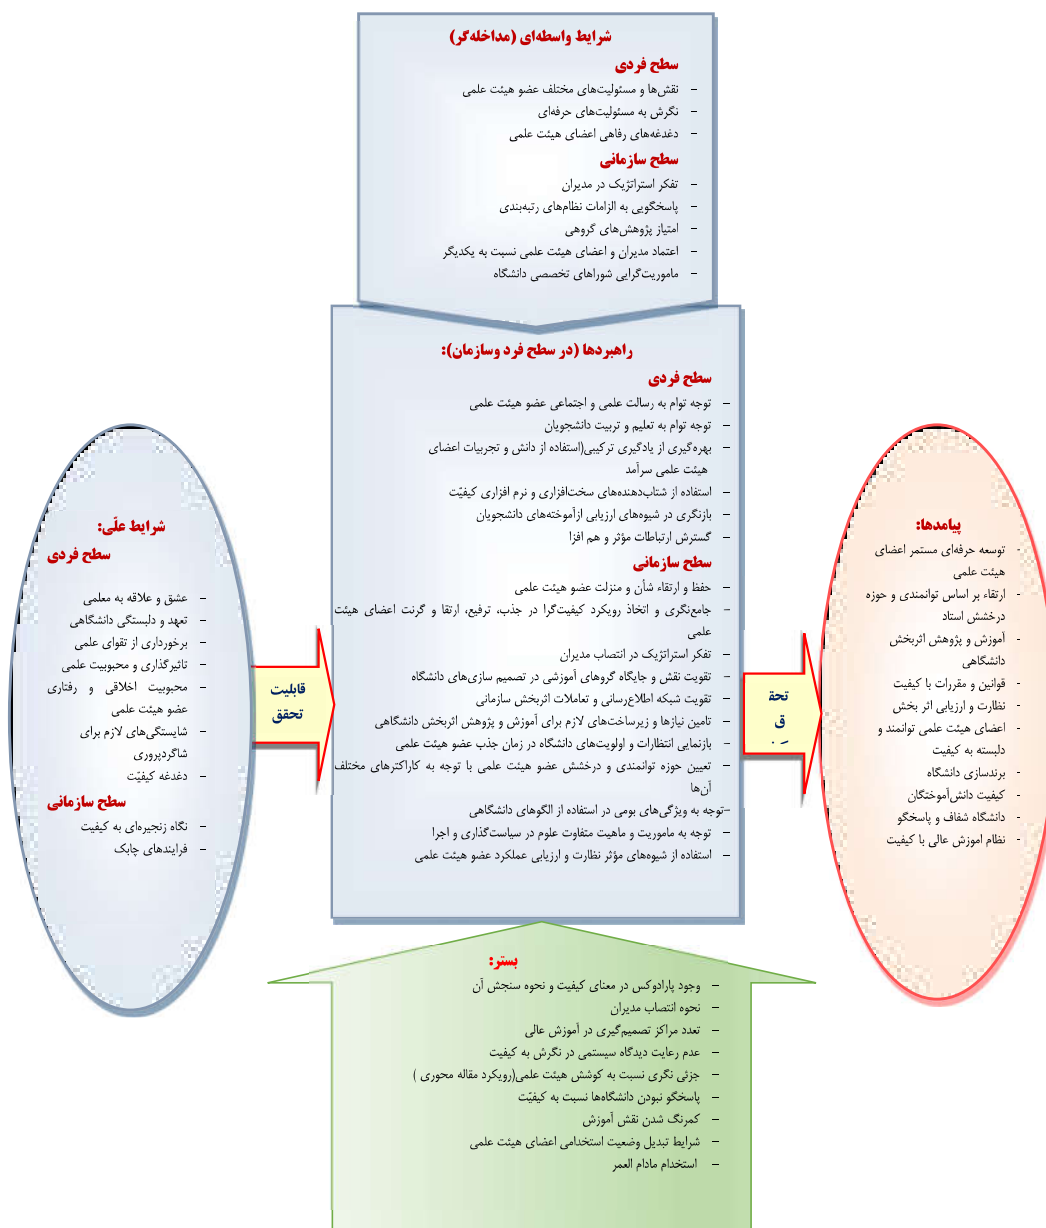 شرایط واسطه‌ای (مداخله‌گر)
سطح فردی
- نقش‌ها و مسئولیت‌های مختلف عضو هیئت علمی
- نگرش به مسئولیت‌های حرفه‌ای
- دغدغه‌های رفاهی اعضای هیئت علمی
سطح سازمانی
- تفکر استراتژیک در مدیران
- پاسخگویی به الزامات نظام‌های رتبه‌بندی
- امتیاز پژوهش‌های گروهی
- اعتماد مدیران و اعضای هیئت علمی نسبت به یکدیگر
- ماموریت‌گرایی شوراهای تخصصی دانشگاه
راهبردها (در سطح فرد وسازمان):
سطح فردی
- توجه توام به رسالت علمی و اجتماعی عضو هیئت علمی
- توجه توام به تعلیم و تربیت دانشجویان
- بهره‌گیری از یادگیری ترکیبی(استفاده از دانش و تجربیات اعضای
هیئت علمی سرآمد
- استفاده از شتاب‌دهنده‌های سخت‌افزاری و نرم افزاری کیفیّت
- بازنگری در شیوه‌های ارزیابی ازآموخته‌های دانشجویان
- گسترش ارتباطات مؤثر و هم افزا
سطح سازمانی
- حفظ و ارتقاء شأن و منزلت عضو هیئت علمی
- جامع‌نگری و اتخاذ رویکرد کیفیت‌گرا در جذب، ترفیع، ارتقا و گرنت اعضای هیئت
علمی
- تفکر استراتژیک در انتصاب مدیران
- تقویت نقش و جایگاه گروهای آموزشی در تصمیم سازی‌های دانشگاه
- تقویت شبکه اطلاع‌رسانی و تعاملات اثربخش سازمانی
- تامین نیازها و زیرساخت‌های لازم برای آموزش و پژوهش اثربخش دانشگاهی
- بازنمایی انتظارات و اولویت‌های دانشگاه در زمان جذب عضو هیئت علمی
- تعیین حوزه توانمندی و درخشش عضو هیئت علمی با توجه به کاراکترهای مختلف
آن‌ها
-توجه به ویژگی‌های بومی در استفاده از الگوهای دانشگاهی
- توجه به ماموریت و ماهیت متفاوت علوم در سیاست‌گذاری و اجرا
- استفاده از شیوه‌های مؤثر نظارت و ارزیابی عملکرد عضو هیئت علمی
شرایط علّی:
سطح فردی
- عشق و علاقه به معلمی
- تعهد و دلبستگی دانشگاهی
- برخورداری از تقوای علمی
- تاثیرگذاری و محبوبیت علمی
- محبوبیت اخلاقی و رفتاری
عضو هیئت علمی
- شایستگی‌های لازم برای
شاگردپروری
- دغدغه کیفیّت
سطح سازمانی
- نگاه زنجیره‌ای به کیفیت
- فرایندهای چابک
قابلیت
تحقق
تحق
ق
پیامدها:
- توسعه حرفه‌ای مستمر اعضای
هیئت علمی
- ارتقاء بر اساس توانمندی و حوزه
درخشش استاد
- آموزش و پژوهش اثربخش
دانشگاهی
- قوانین و مقررات با کیفیت
- نظارت و ارزیابی اثر بخش
- اعضای هیئت علمی توانمند و
دلبسته به کیفیت
- برندسازی دانشگاه
- کیفیت دانش‌آموختگان
- دانشگاه شفاف و پاسخگو
- نظام اموزش عالی با کیفیت
بستر:
- وجود پارادوکس در معنای کیفیت و نحوه سنجش آن
- نحوه انتصاب مدیران
- تعدد مراکز تصمیم‌گیری در آموزش عالی
- عدم رعایت دیدگاه سیستمی در نگرش به کیفیت
- جزئی نگری نسبت به کوشش هیئت علمی(رویکرد مقاله محوری )
- پاسخگو نبودن دانشگاه‌ها نسبت به کیفیّت
- کمرنگ شدن نقش آموزش
- شرایط تبدیل وضعیت استخدامی اعضای هیئت علمی
- استخدام مادام العمر